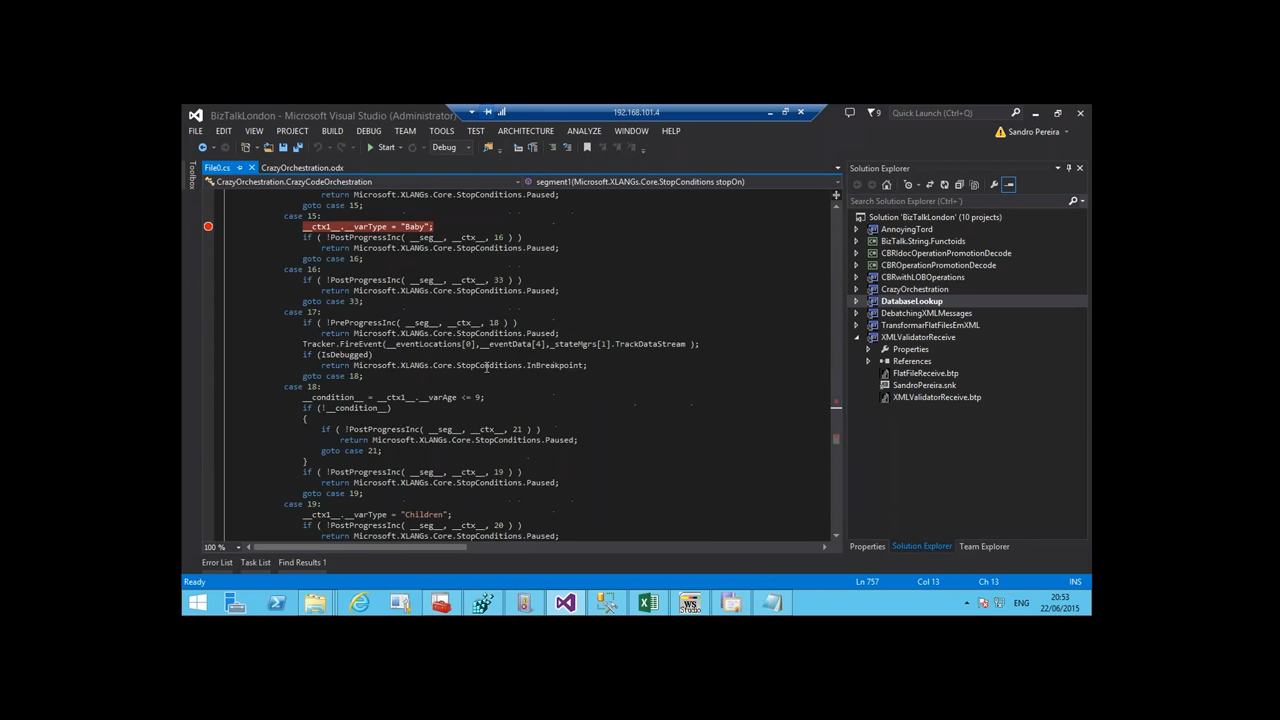 BizTalkLondon - Microsoft Visual Studio (Administrator)
192.168.101.4
9
Quick Launch (Ctrl+Q)
FILE EDIT VIEW PROJECT BUILD DEBUG TEAM TOOLS TEST ARCHITECTURE ANALYZE WINDOW HELP
Sandro Pereira
Start Debug
Toolbox
File0.cs CrazyOrchestration.odx
CrazyOrchestration.CrazyCodeOrchestration segment1(Microsoft.XLANGs.Core.StopConditions stopOn)
return Microsoft.XLANGs.Core.StopConditions.Paused;
goto case 15;
case 15:
__ctx1__.__varType = "Baby";
if ( !PostProgressInc( __seg__, __ctx__, 16 ) )
return Microsoft.XLANGs.Core.StopConditions.Paused;
goto case 16;
case 16:
if ( !PostProgressInc( __seg__, __ctx__, 33 ) )
return Microsoft.XLANGs.Core.StopConditions.Paused;
goto case 33;
case 17:
if ( !PreProgressInc( __seg__, __ctx__, 18 ) )
return Microsoft.XLANGs.Core.StopConditions.Paused;
Tracker.FireEvent(__eventLocations[0],__eventData[4],_stateMgrs[1].TrackDataStream );
if (IsDebugged)
return Microsoft.XLANGs.Core.StopConditions.InBreakpoint;
goto case 18;
case 18:
__condition__ = __ctx1__.__varAge <= 9;
if (!__condition__)
{
if ( !PostProgressInc( __seg__, __ctx__, 21 ) )
return Microsoft.XLANGs.Core.StopConditions.Paused;
goto case 21;
}
if ( !PostProgressInc( __seg__, __ctx__, 19 ) )
return Microsoft.XLANGs.Core.StopConditions.Paused;
goto case 19;
case 19:
__ctx1__.__varType = "Children";
if ( !PostProgressInc( __seg__, __ctx__, 20 ) )
return Microsoft.XLANGs.Core.StopConditions.Paused;
100 %
Solution Explorer
Search Solution Explorer (Ctrl+')
Solution 'BizTalkLondon' (10 projects)
AnnoyingTord
BizTalk.String.Functoids
CBRIdocOperationPromotionDecode
CBROperationPromotionDecode
CBRwithLOBOperations
CrazyOrchestration
DatabaseLookup
DebatchingXMLMessages
TransformarFlatFilesEmXML
XMLValidatorReceive
Properties
References
FlatFileReceive.btp
SandroPereira.snk
XMLValidatorReceive.btp
Properties Solution Explorer Team Explorer
Error List Task List Find Results 1
Ready Ln 757 Col 13 Ch 13 INS
WS
Studio
ENG
20:53
22/06/2015